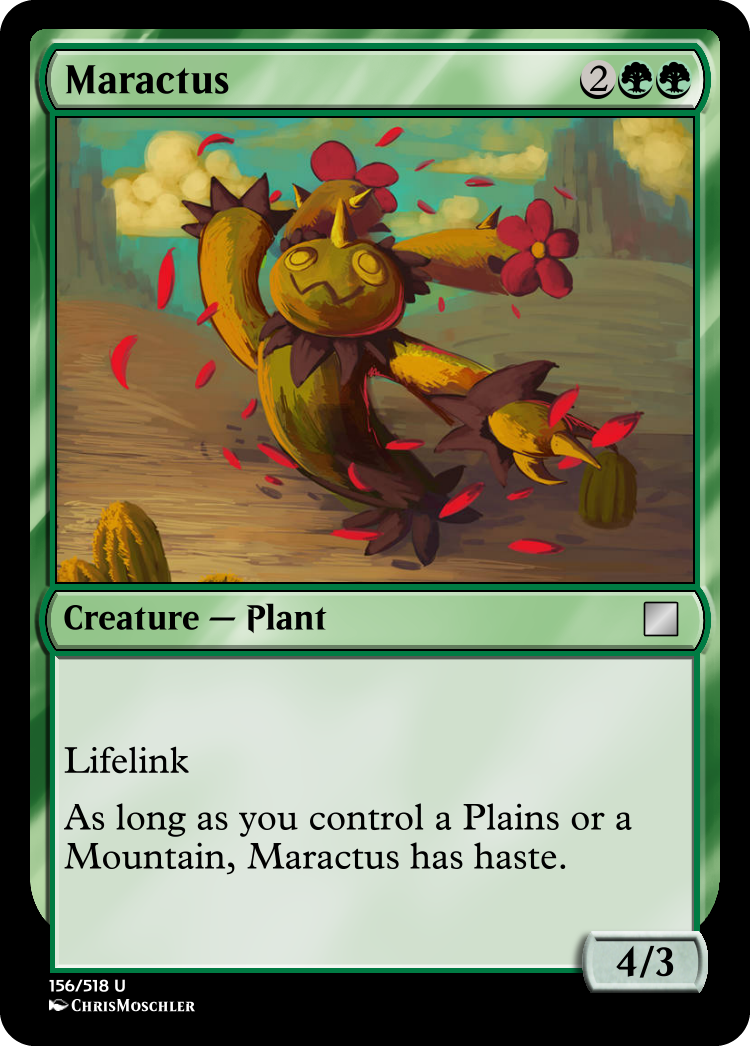 Maractus 2
Creature — Plant
Lifelink
As long as you control a Plains or a
Mountain, Maractus has haste.
4/3
156/518 U
ChrisMoschler